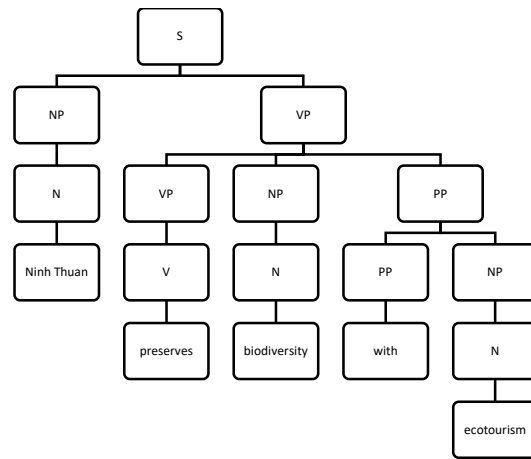 S
NP
VP
N
VP
NP
PP
Ninh Thuan
V
N
PP
NP
preserves
biodiversity
with
N
ecotourism